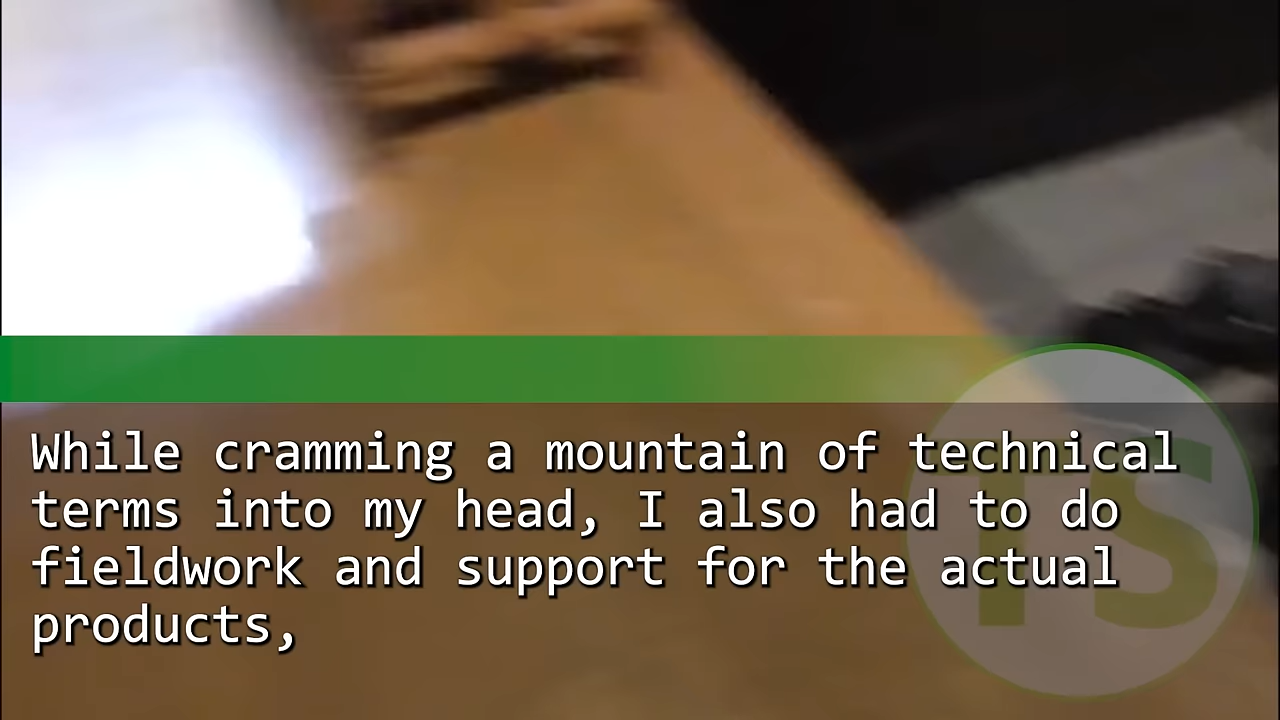 While cramming a mountain of technical
terms into my head, I also had to do
fieldwork and support for the actual
products,
TS